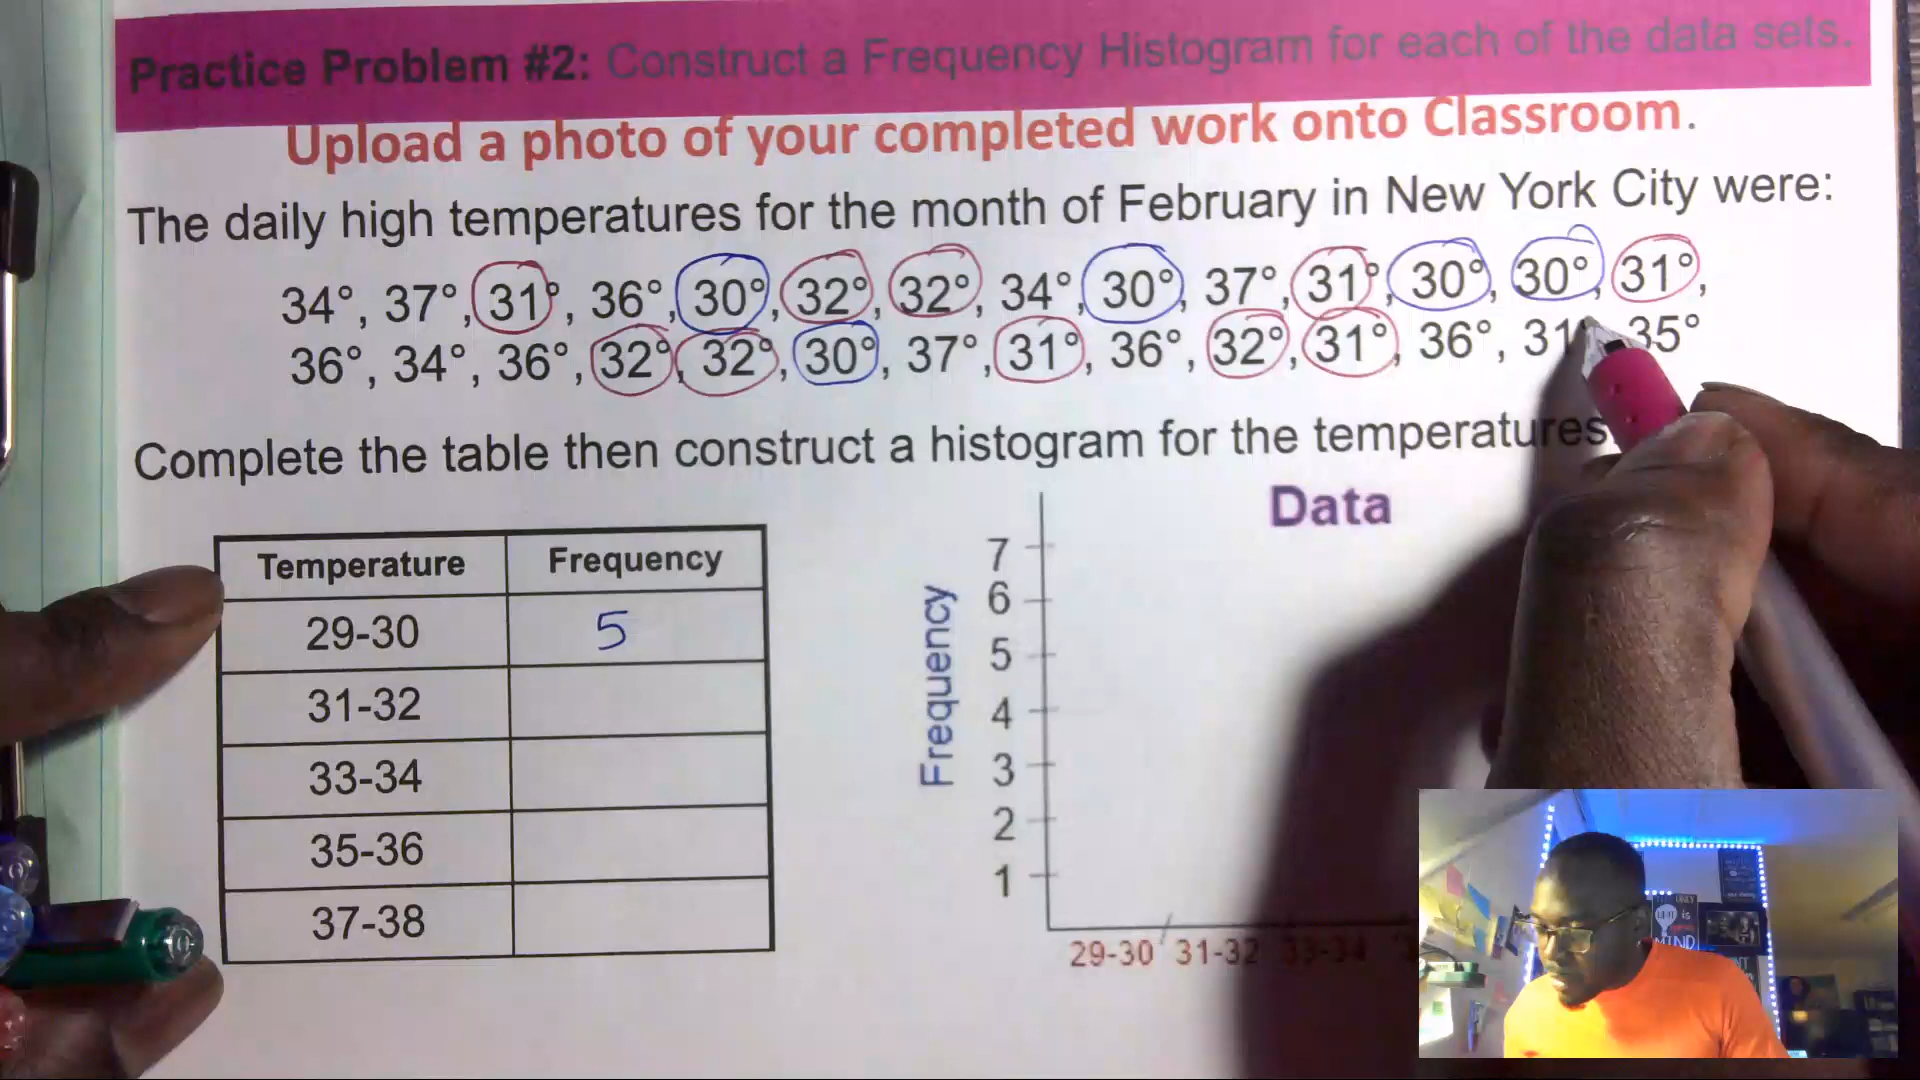 Practice Problem #2: Construct a Frequency Histogram for each of the data sets.
Upload a photo of your completed work onto Classroom.
The daily high temperatures for the month of February in New York City were:
34°, 37°, 31°, 36°, 30°, 32°, 32°, 34°, 30°, 37°, 31°, 30°, 30°, 31°,
36°, 34°, 36°, 32°, 32°, 30°, 37°, 31°, 36°, 32°, 31°, 36°, 31° 35°
Complete the table then construct a histogram for the temperatures
Temperature Frequency
29-30 5
31-32
33-34
35-36
37-38
Data
Frequency
7
6
5
4
3
2
1
29-30 31-32 33-34
MIND